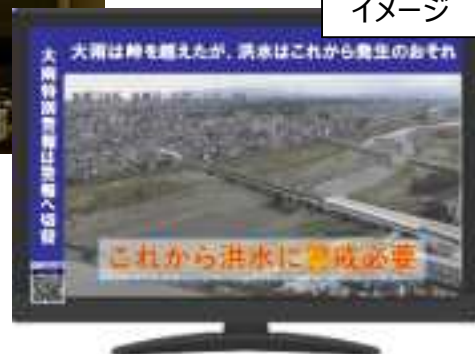 イメージ
大雨は峠を越えたが、洪水はこれから発生のおそれ
大雨特別警報は警報へ切替
これから洪水に警戒必要